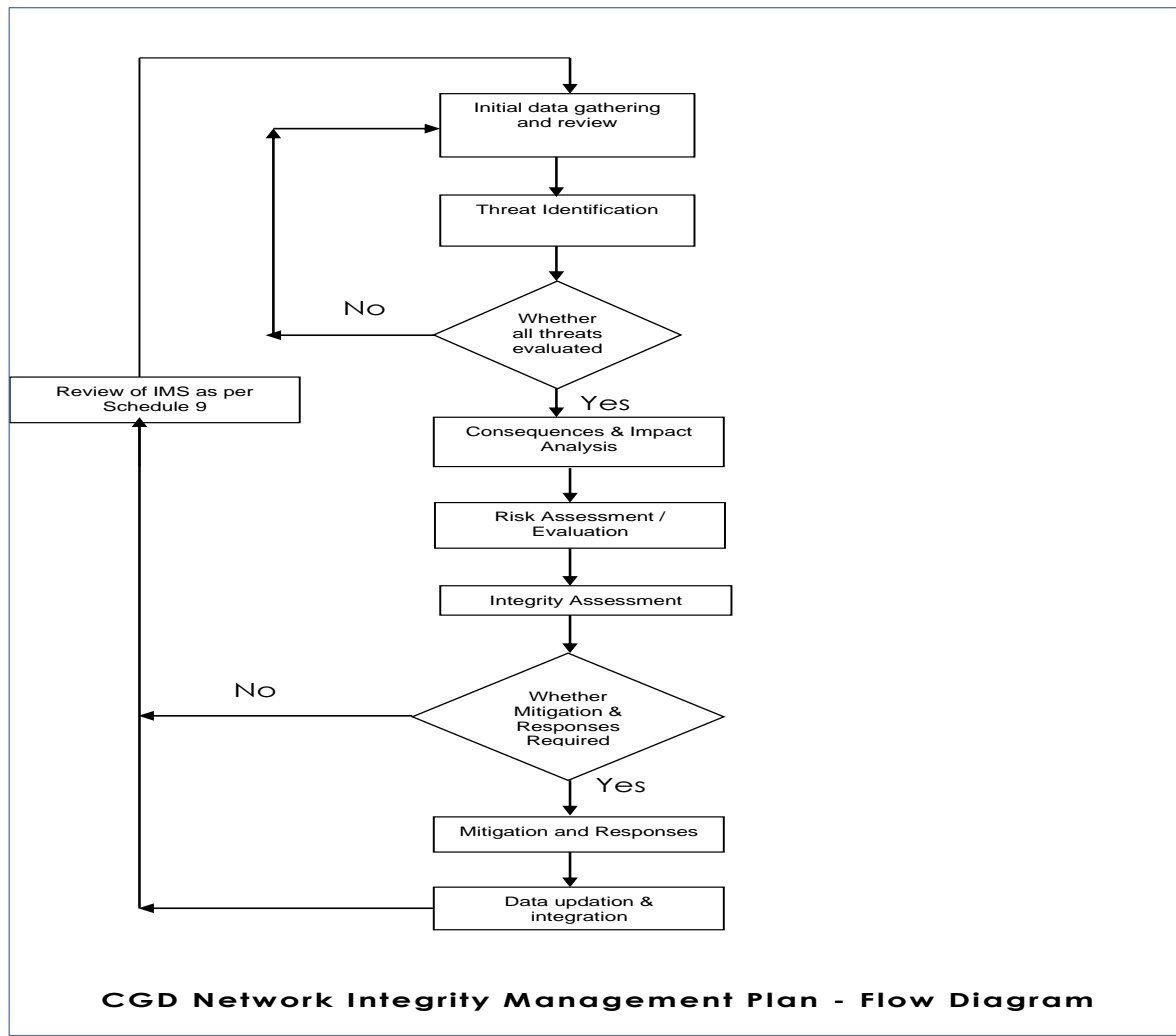 Initial data gathering
and review
Threat Identification
No
Whether
all threats
evaluated
Review of IMS as per
Schedule 9
Yes
Consequences & Impact
Analysis
Risk Assessment /
Evaluation
Integrity Assessment
No
Whether
Mitigation &
Responses
Required
Yes
Mitigation and Responses
Data updation &
integration
CGD Network Integrity Management Plan - Flow Diagram